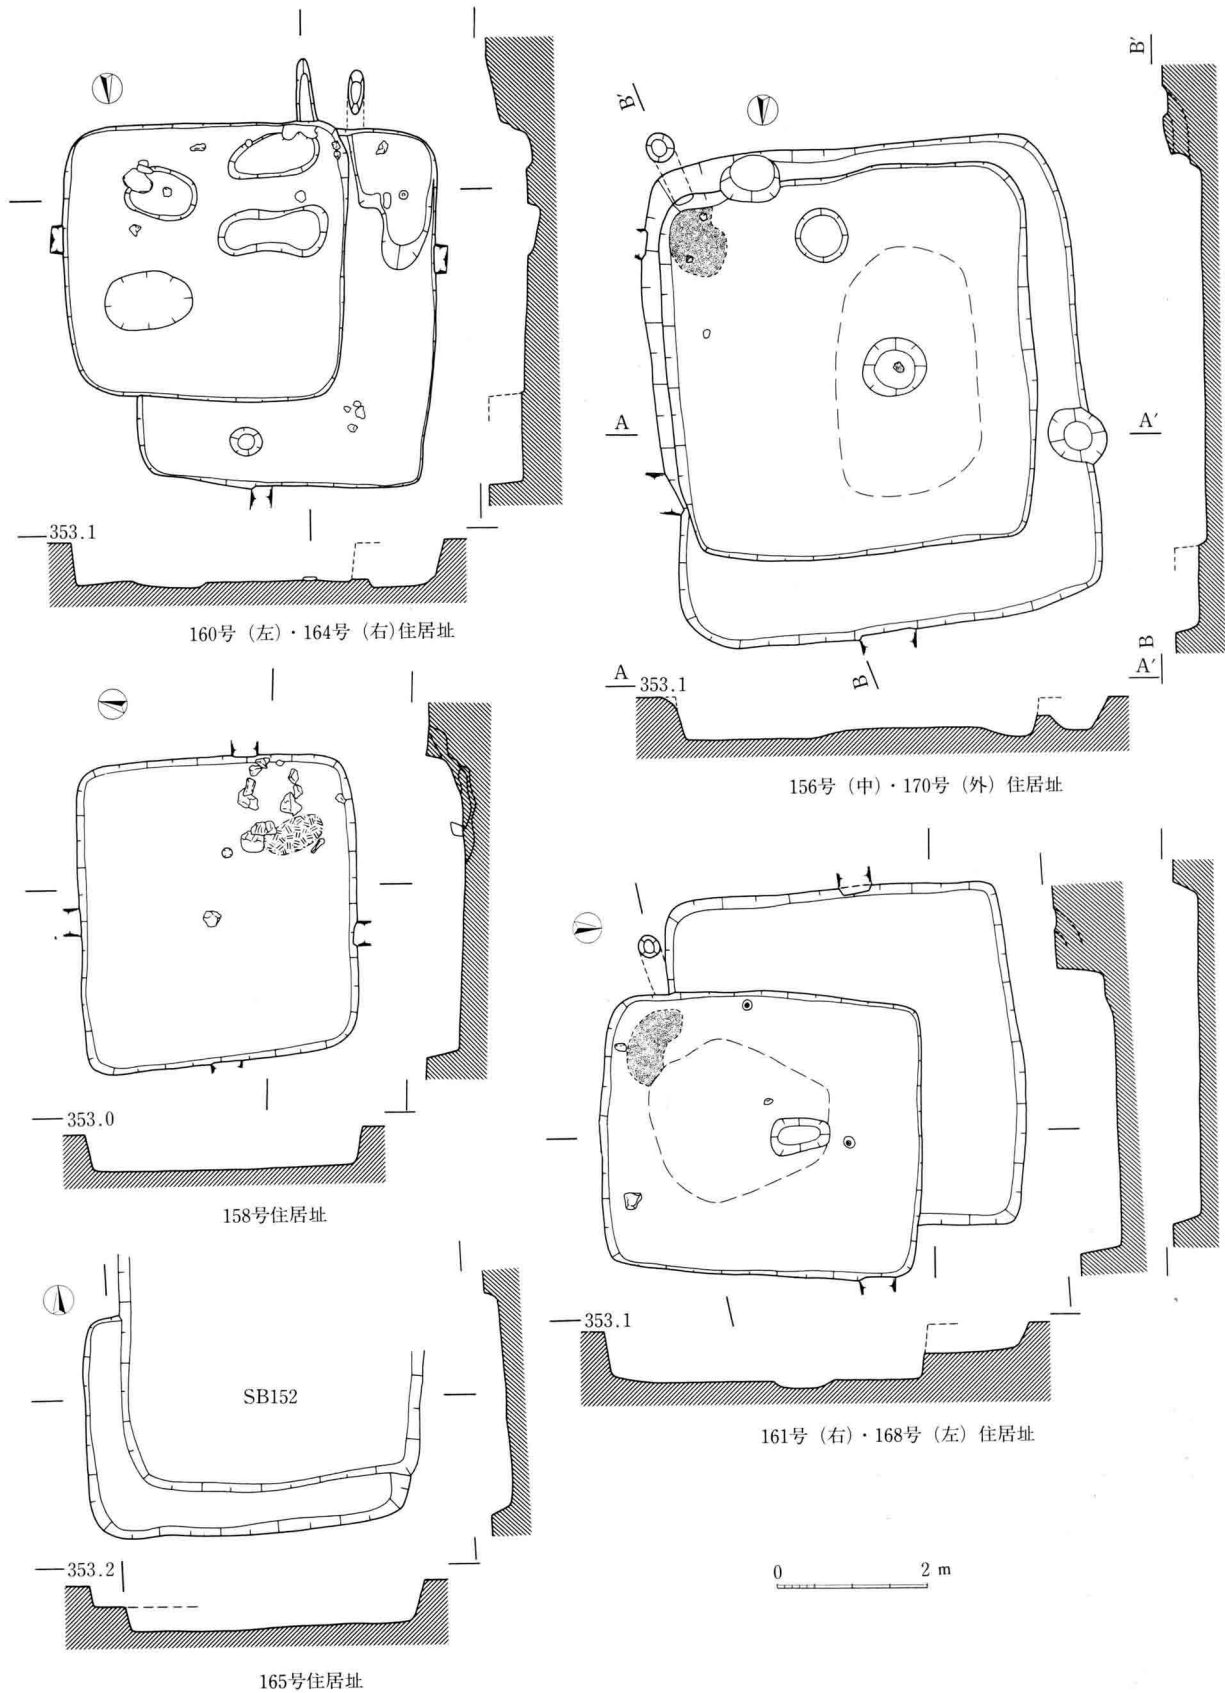 353.1
160号（左）・164号（右）住居址
B'
B'
A
A'
B
B
A'
A
353.1
156号（中）・170号（外）住居址
353.0
158号住居址
353.1
161号（右）・168号（左）住居址
SB152
353.2
165号住居址
0
2 m